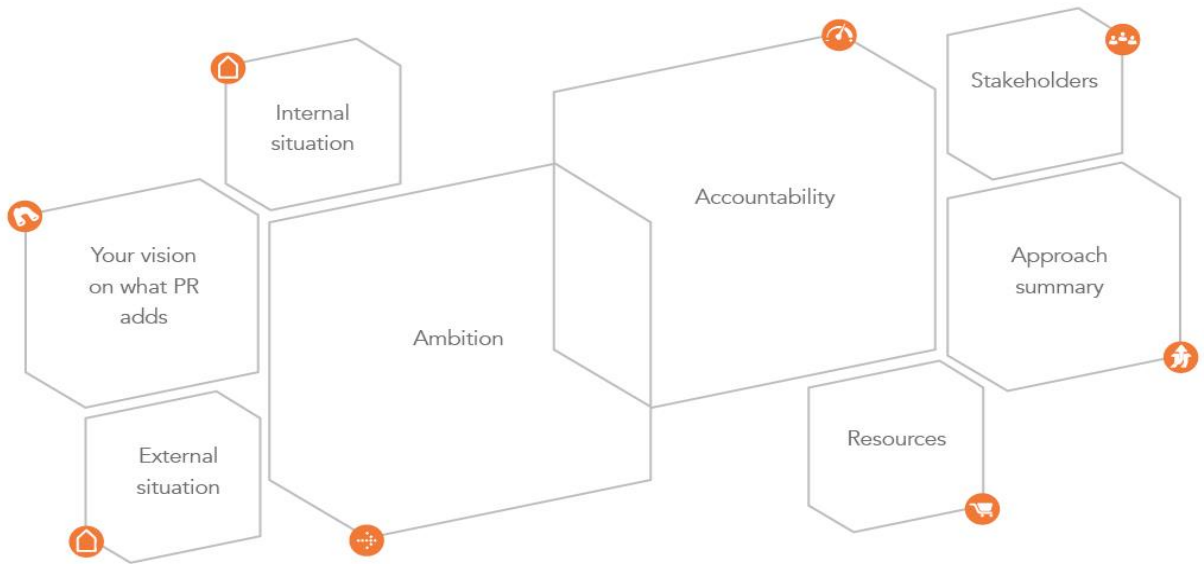 Internal
situation
Your vision
on what PR
adds
External
situation
Ambition
Accountability
Stakeholders
Approach
summary
Resources